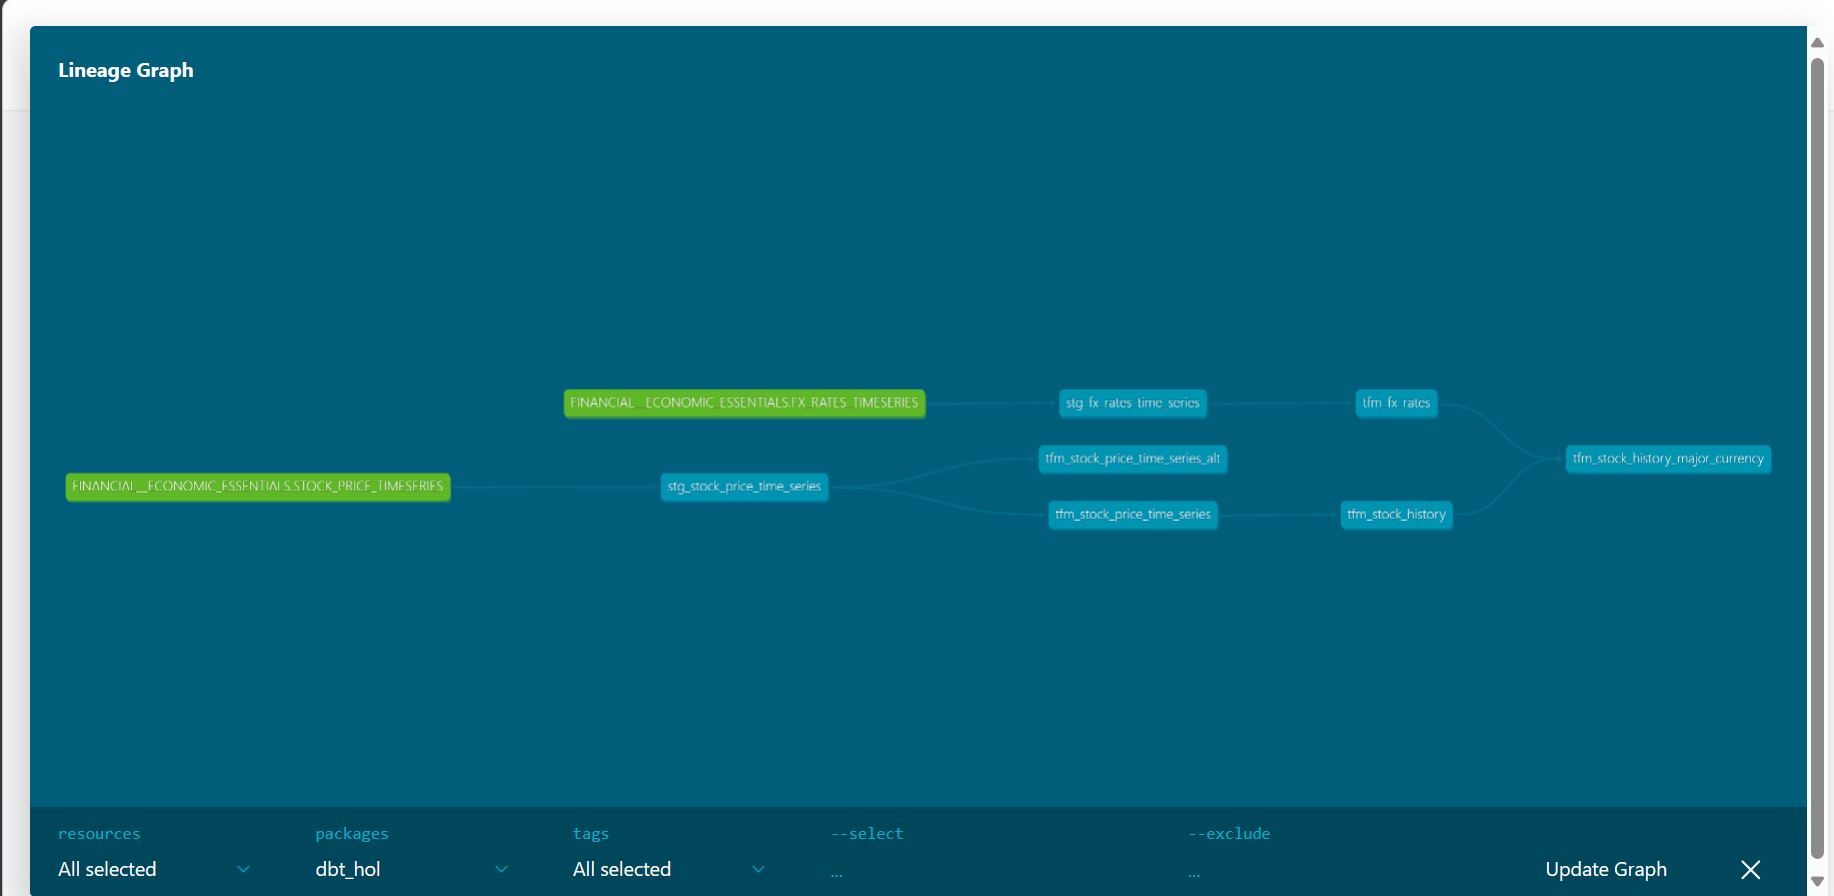 Lineage Graph
FINANCIAL__ECONOMIC_ESSENTIALS.FX_RATES_TIMESERIES
stg_fx_rates_time_series
tfm_fx_rates
tfm_stock_price_time_series_alt
tfm_stock_history_major_currency
FINANCIAL__ECONOMIC_ESSENTIALS.STOCK_PRICE_TIMESERIES
stg_stock_price_time_series
tfm_stock_price_time_series
tfm_stock_history
resources
packages
tags
--select
--exclude
All selected
dbt_hol
All selected
...
...
Update Graph